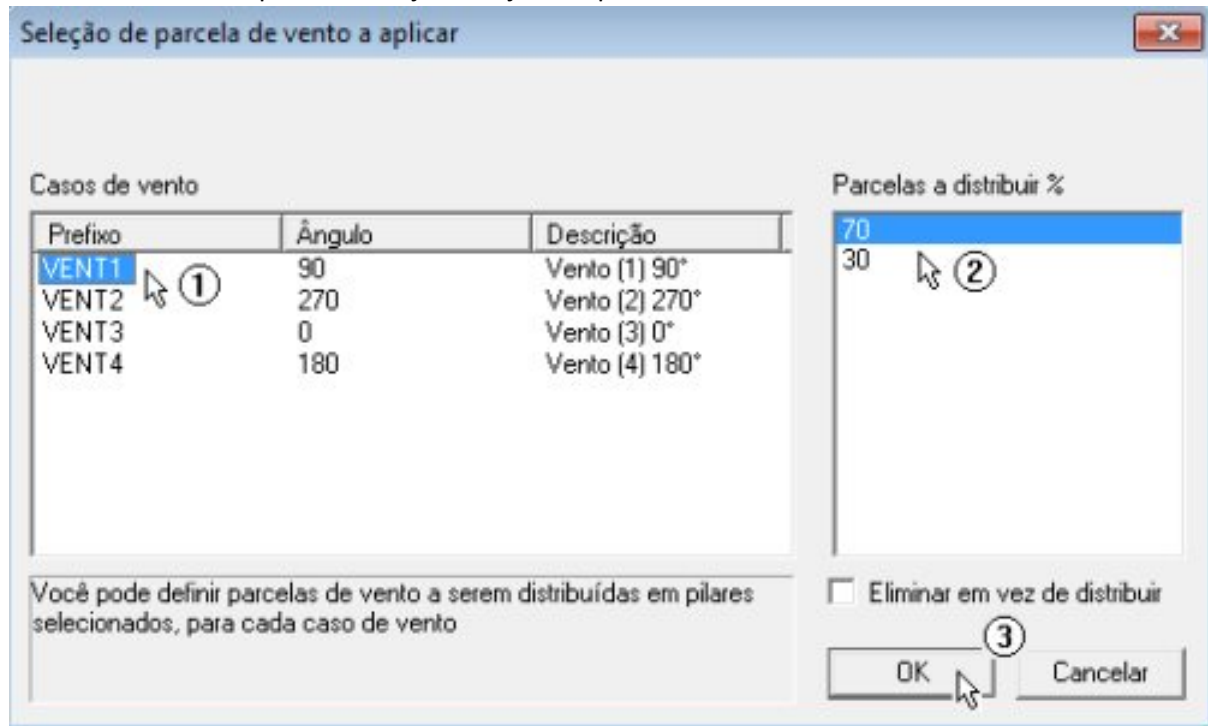 Seleção de parcela de vento a aplicar
Casos de vento
Parcelas a distribuir %
Prefixo Ângulo Descrição
VENT1 90 Vento (1) 90°
VENT2 270 Vento (2) 270°
VENT3 0 Vento (3) 0°
VENT4 180 Vento (4) 180°
70
30
1
2
Você pode definir parcelas de vento a serem distribuídas em pilares
selecionados, para cada caso de vento
Eliminar em vez de distribuir
3
OK Cancelar